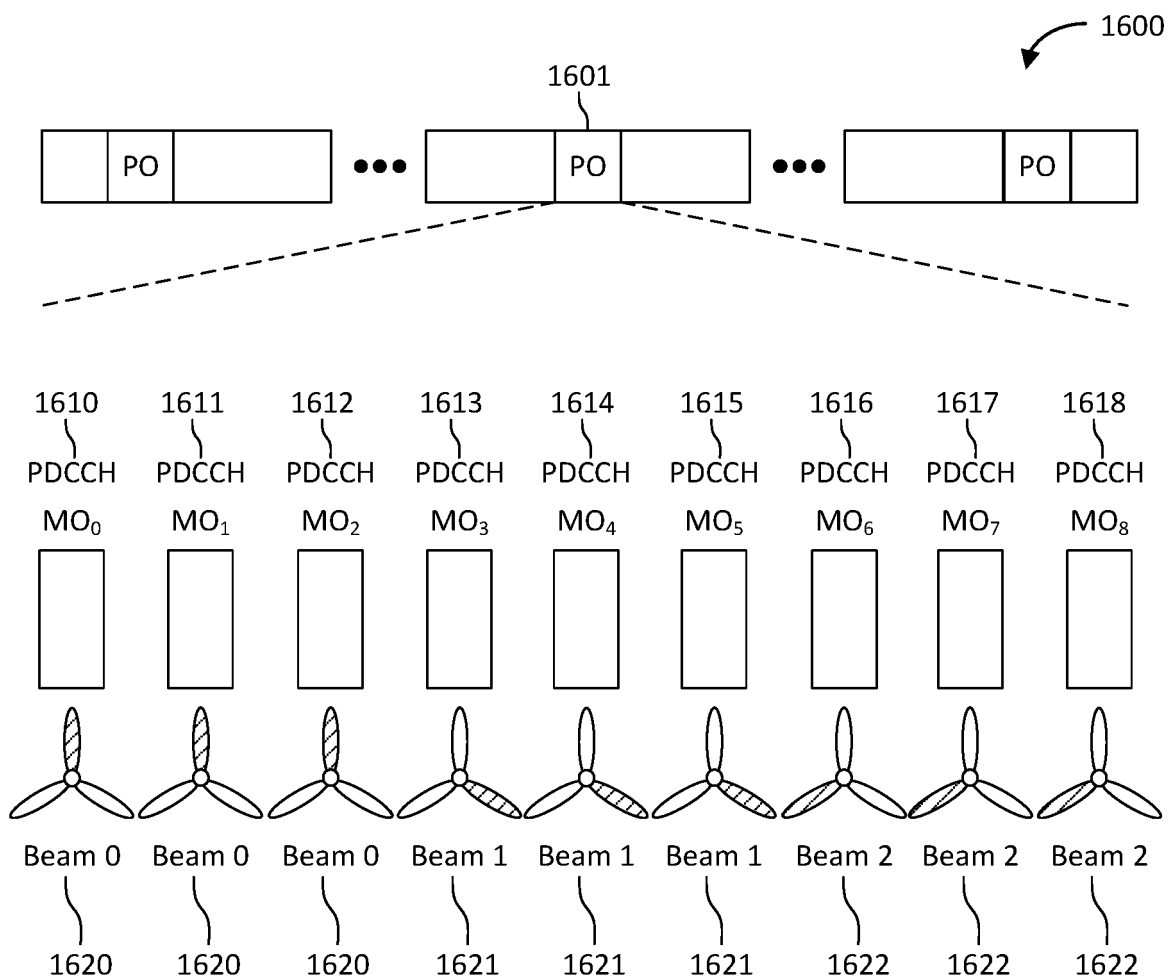 1600
1601
PO PO PO
1610 1611 1612 1613 1614 1615 1616 1617 1618
PDCCH PDCCH PDCCH PDCCH PDCCH PDCCH PDCCH PDCCH PDCCH
MO₀ MO₁ MO₂ MO₃ MO₄ MO₅ MO₆ MO₇ MO₈
Beam 0 Beam 0 Beam 0 Beam 1 Beam 1 Beam 1 Beam 2 Beam 2 Beam 2
1620 1620 1620 1621 1621 1621 1622 1622 1622